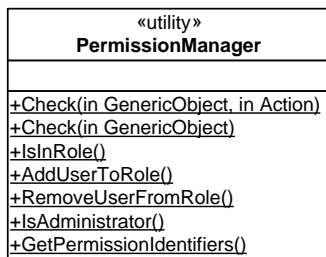 «utility»
PermissionManager
+Check(in GenericObject, in Action)
+Check(in GenericObject)
+IsInRole()
+AddUserToRole()
+RemoveUserFromRole()
+IsAdministrator()
+GetPermissionIdentifiers()